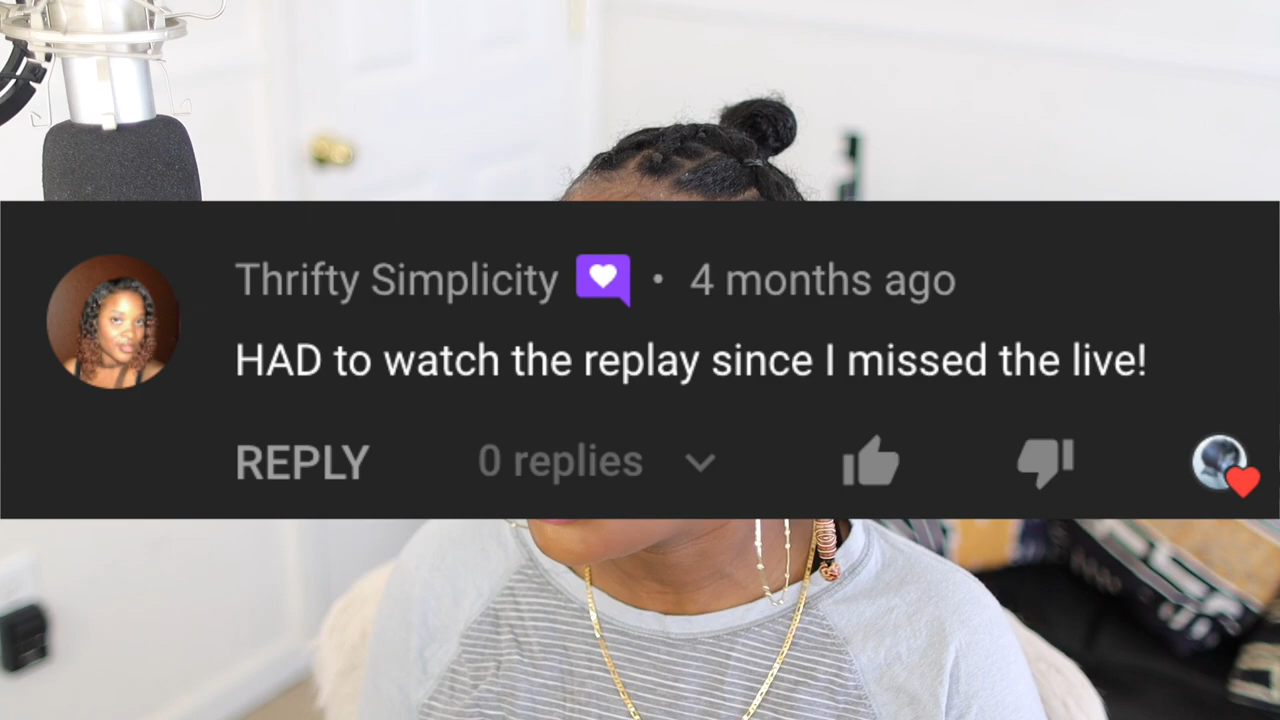 Thrifty Simplicity • 4 months ago
HAD to watch the replay since I missed the live!
REPLY 0 replies